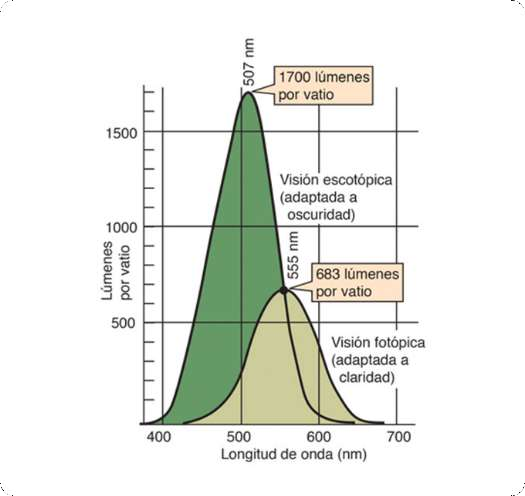 507 nm
1700 lúmenes
por vatio
1500
Visión escotópica
(adaptada a
oscuridad)
1000
555 nm
683 lúmenes
por vatio
Lúmenes
por vatio
500
Visión fotópica
(adaptada a
claridad)
400 500 600 700
Longitud de onda (nm)